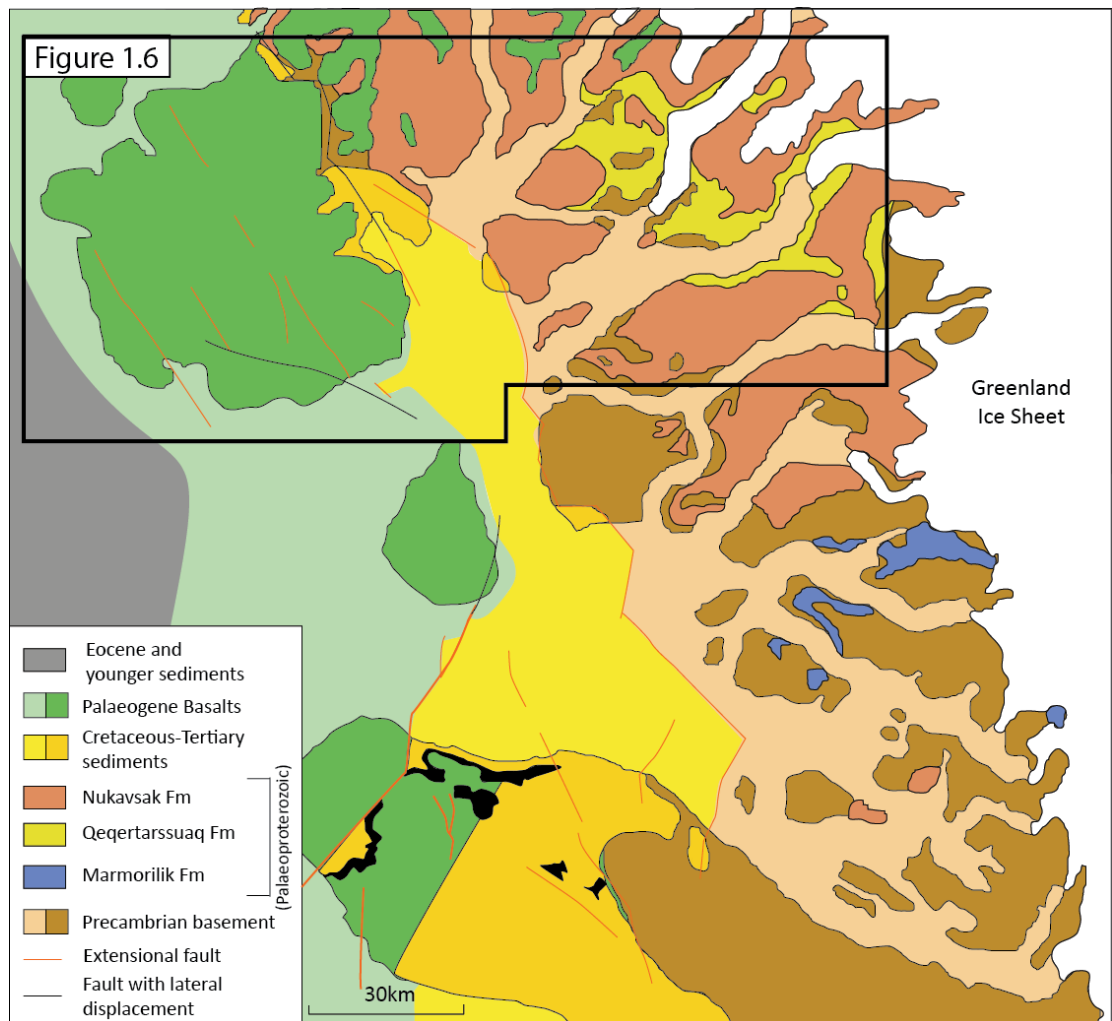 Figure 1.6
Greenland
Ice Sheet
Eocene and
younger sediments
Palaeogene Basalts
Cretaceous-Tertiary
sediments
Nukavsak Fm
Qeqertarssuaq Fm
Marmorilik Fm
(Palaeoproterozoic)
Precambrian basement
Extensional fault
Fault with lateral
displacement
30km